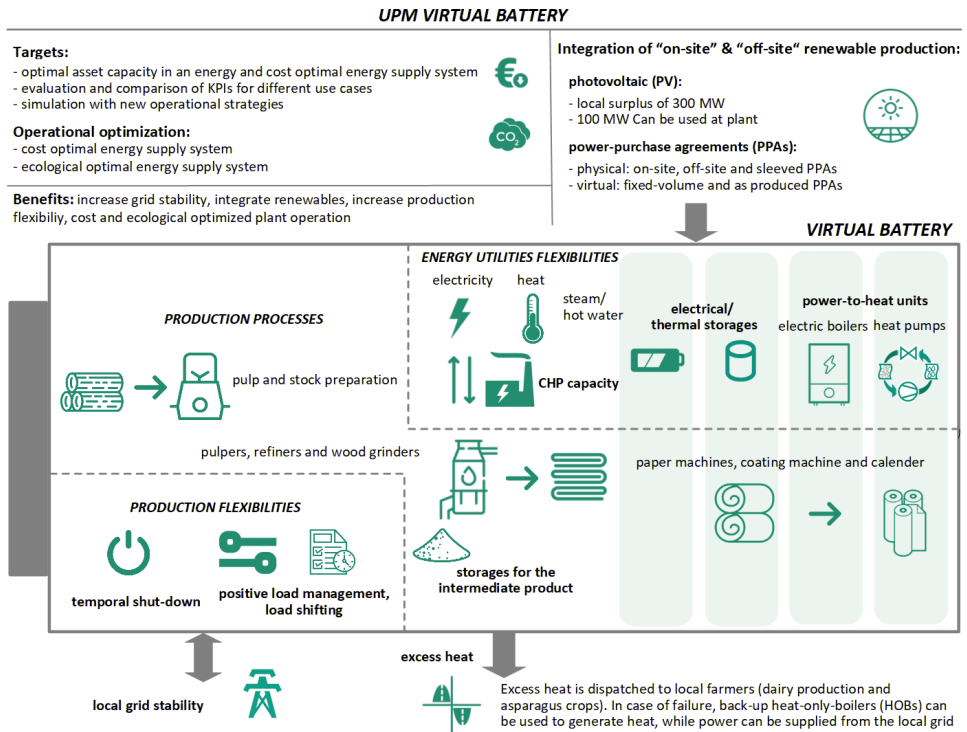 UPM VIRTUAL BATTERY
Targets:
- optimal asset capacity in an energy and cost optimal energy supply system
- evaluation and comparison of KPIs for different use cases
- simulation with new operational strategies
Operational optimization:
- cost optimal energy supply system
- ecological optimal energy supply system
€
CO2
Benefits: increase grid stability, integrate renewables, increase production
flexibiliy, cost and ecological optimized plant operation
Integration of “on-site” & “off-site“ renewable production:
photovoltaic (PV):
- local surplus of 300 MW
- 100 MW Can be used at plant
power-purchase agreements (PPAs):
- physical: on-site, off-site and sleeved PPAs
- virtual: fixed-volume and as produced PPAs
VIRTUAL BATTERY
PRODUCTION PROCESSES
pulp and stock preparation
pulpers, refiners and wood grinders
ENERGY UTILITIES FLEXIBILITIES
electricity
heat
steam/
hot water
CHP capacity
electrical/
thermal storages
power-to-heat units
electric boilers
heat pumps
PRODUCTION FLEXIBILITIES
temporal shut-down
positive load management,
load shifting
storages for the
intermediate product
paper machines, coating machine and calender
local grid stability
excess heat
Excess heat is dispatched to local farmers (dairy production and
asparagus crops). In case of failure, back-up heat-only-boilers (HOBs) can
be used to generate heat, while power can be supplied from the local grid